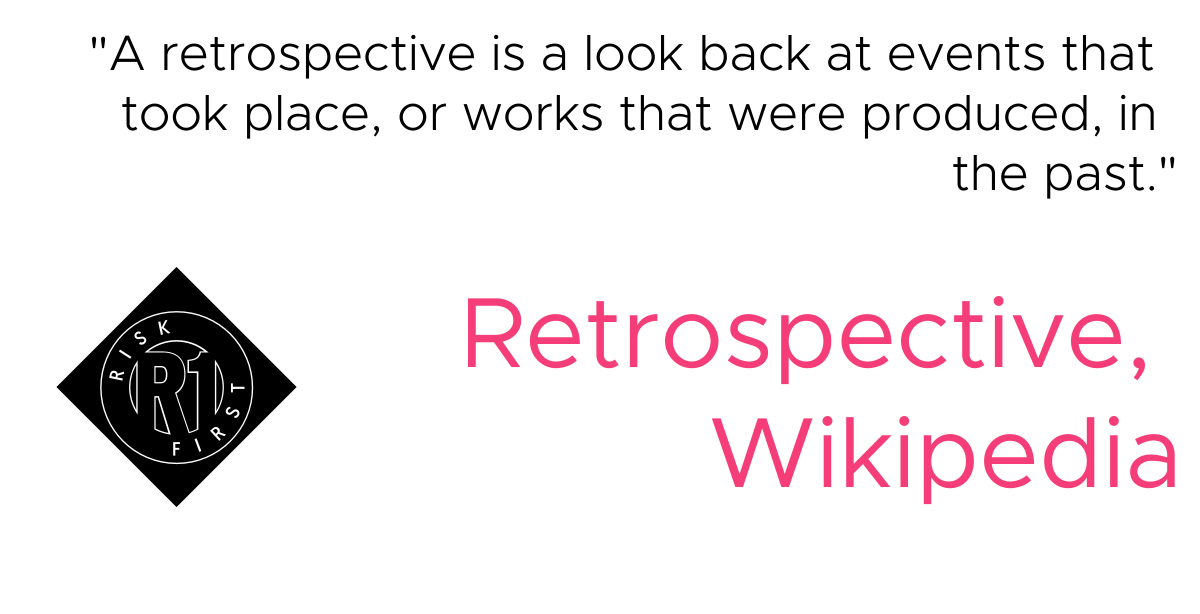 "A retrospective is a look back at events that
took place, or works that were produced, in
the past."
RISK
R1
FIRST
Retrospective,
Wikipedia